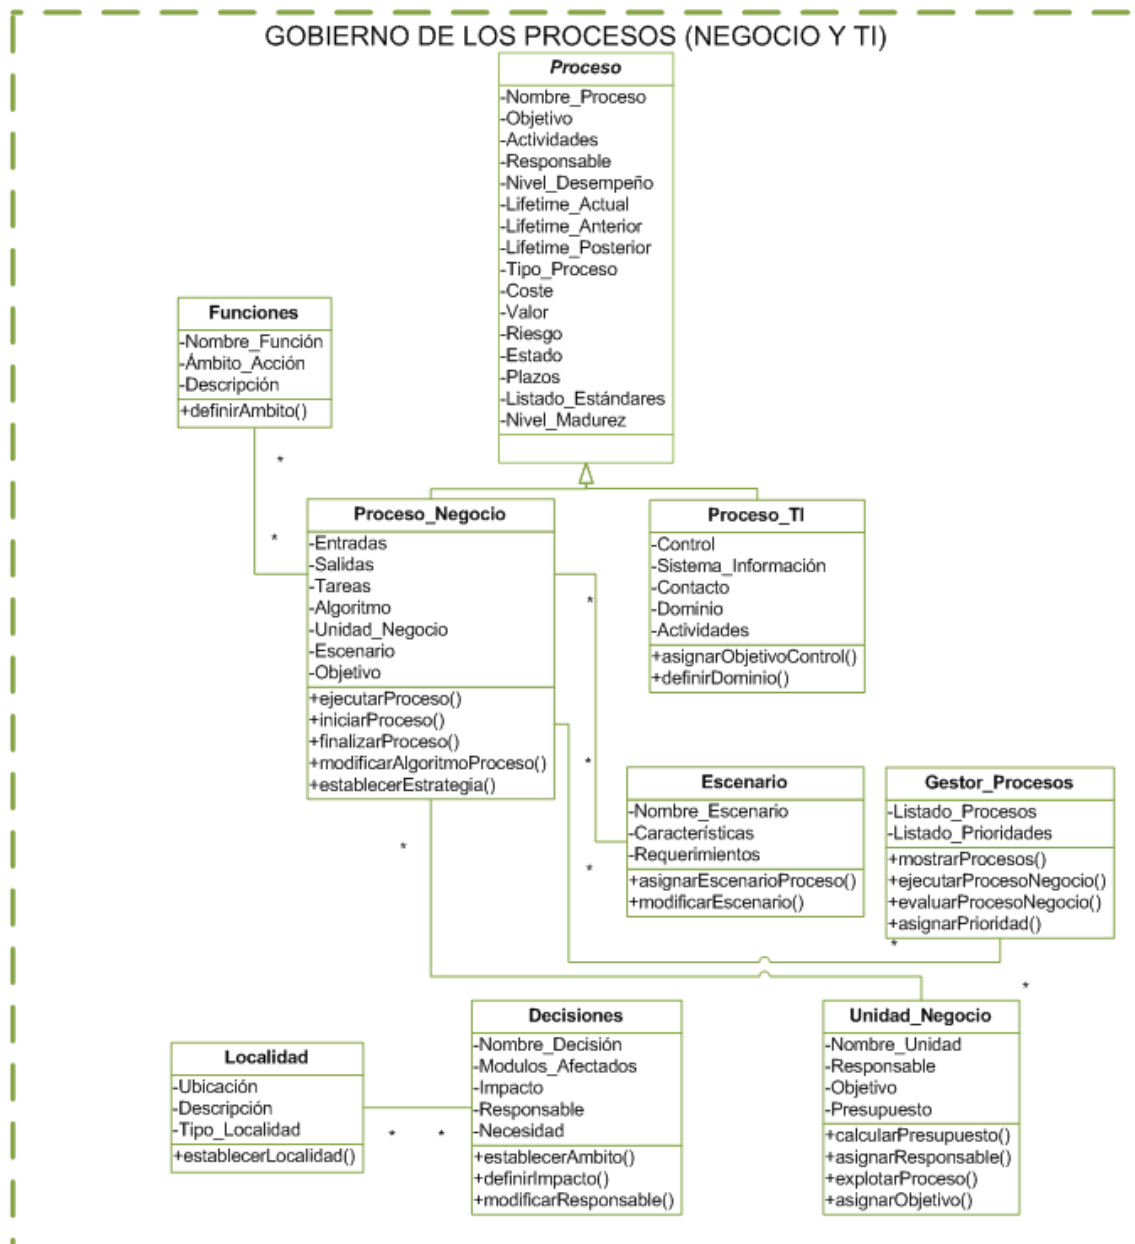 GOBIERNO DE LOS PROCESOS (NEGOCIO Y TI)
Proceso
-Nombre_Proceso
-Objetivo
-Actividades
-Responsable
-Nivel_Desempeño
-Lifetime_Actual
-Lifetime_Anterior
-Lifetime_Posterior
-Tipo_Proceso
-Coste
-Valor
-Riesgo
-Estado
-Plazos
-Listado_Estándares
-Nivel_Madurez
Funciones
-Nombre_Función
-Ámbito_Acción
-Descripción
+definirAmbito()
*
*
Proceso_Negocio
-Entradas
-Salidas
-Tareas
-Algoritmo
-Unidad_Negocio
-Escenario
-Objetivo
+ejecutarProceso()
+iniciarProceso()
+finalizarProceso()
+modificarAlgoritmoProceso()
+establecerEstrategia()
Proceso_TI
-Control
-Sistema_Información
-Contacto
-Dominio
-Actividades
+asignarObjetivoControl()
+definirDominio()
*
*
*
*
Escenario
-Nombre_Escenario
-Características
-Requerimientos
+asignarEscenarioProceso()
+modificarEscenario()
Gestor_Procesos
-Listado_Procesos
-Listado_Prioridades
+mostrarProcesos()
+ejecutarProcesoNegocio()
+evaluarProcesoNegocio()
+asignarPrioridad()
*
*
Localidad
-Ubicación
-Descripción
-Tipo_Localidad
+establecerLocalidad()
* *
Decisiones
-Nombre_Decisión
-Modulos_Afectados
-Impacto
-Responsable
-Necesidad
+establecerAmbito()
+definirImpacto()
+modificarResponsable()
Unidad_Negocio
-Nombre_Unidad
-Responsable
-Objetivo
-Presupuesto
+calcularPresupuesto()
+asignarResponsable()
+explotarProceso()
+asignarObjetivo()